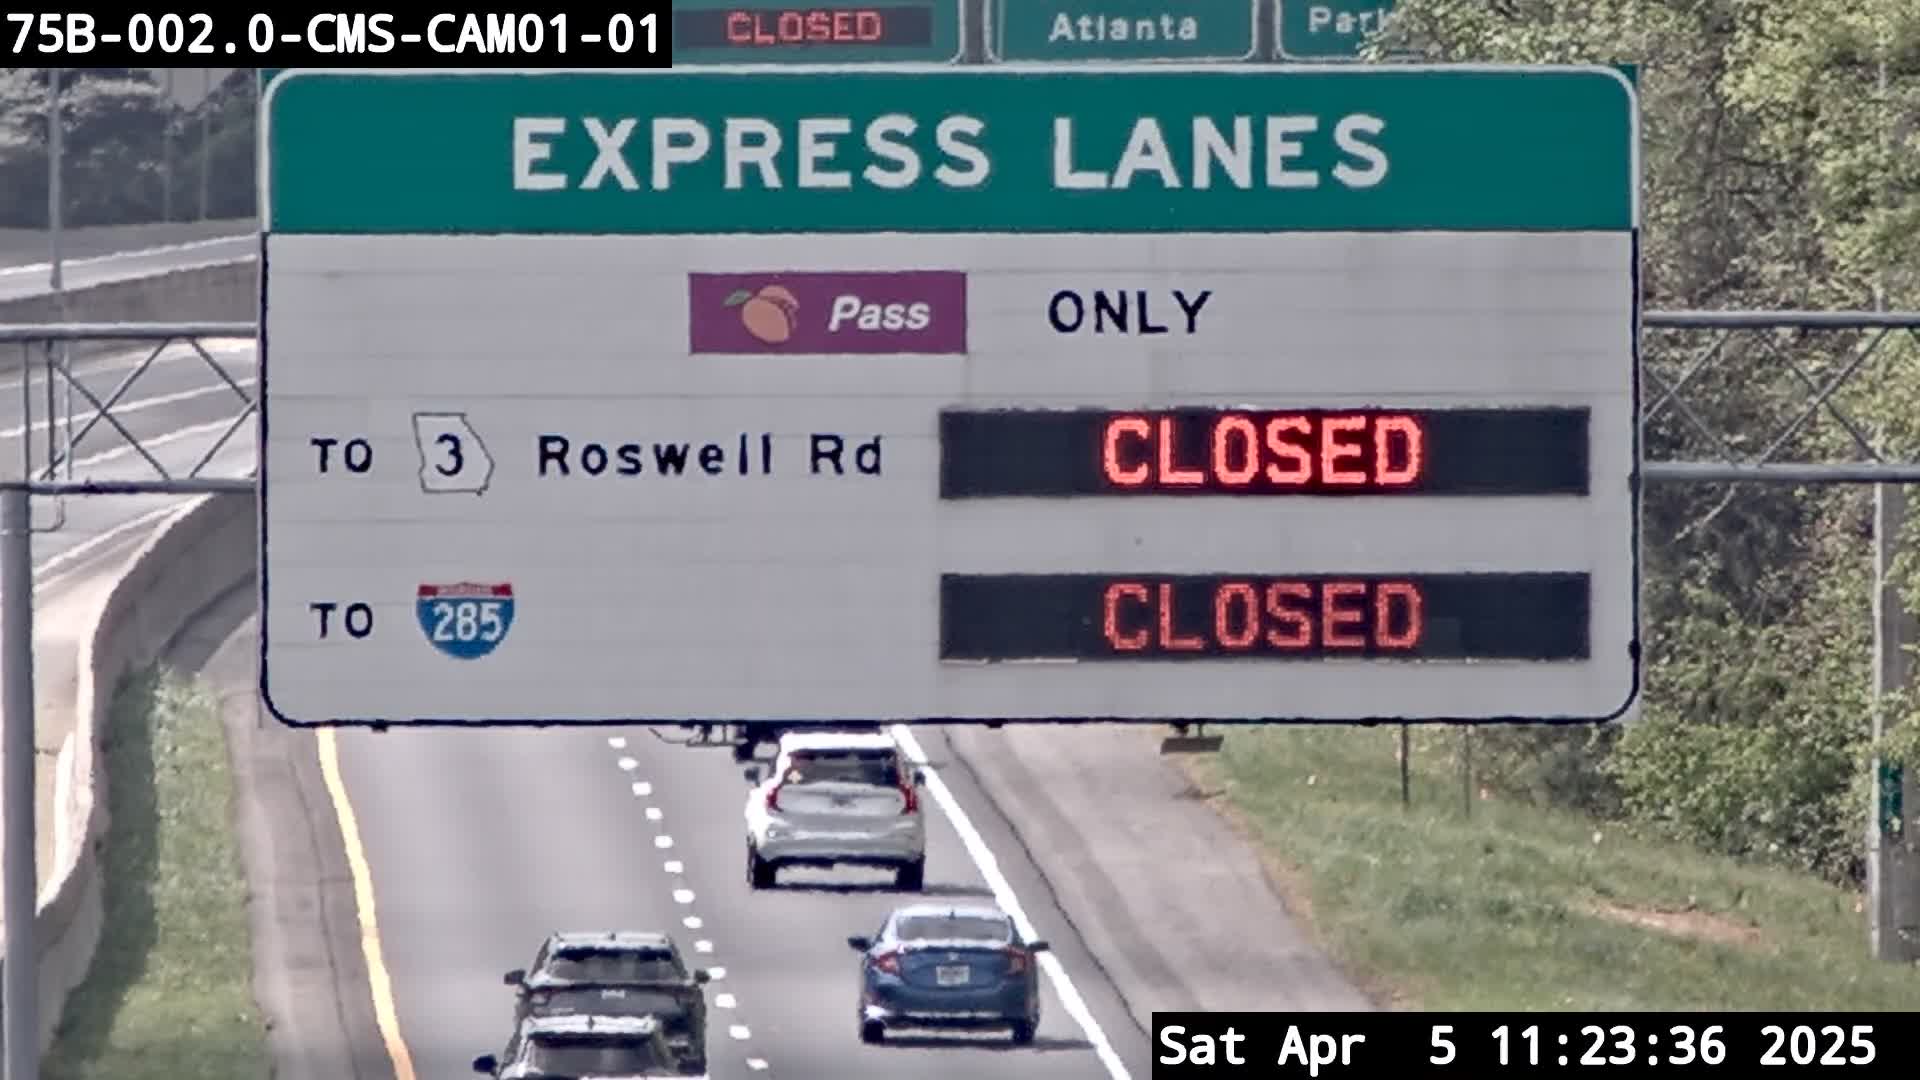 75B-002.0-CMS-CAM01-01
CLOSED
Atlanta
EXPRESS LANES
Pass ONLY
TO 3 Roswell Rd CLOSED
TO 285 CLOSED
Sat Apr 5 11:23:36 2025